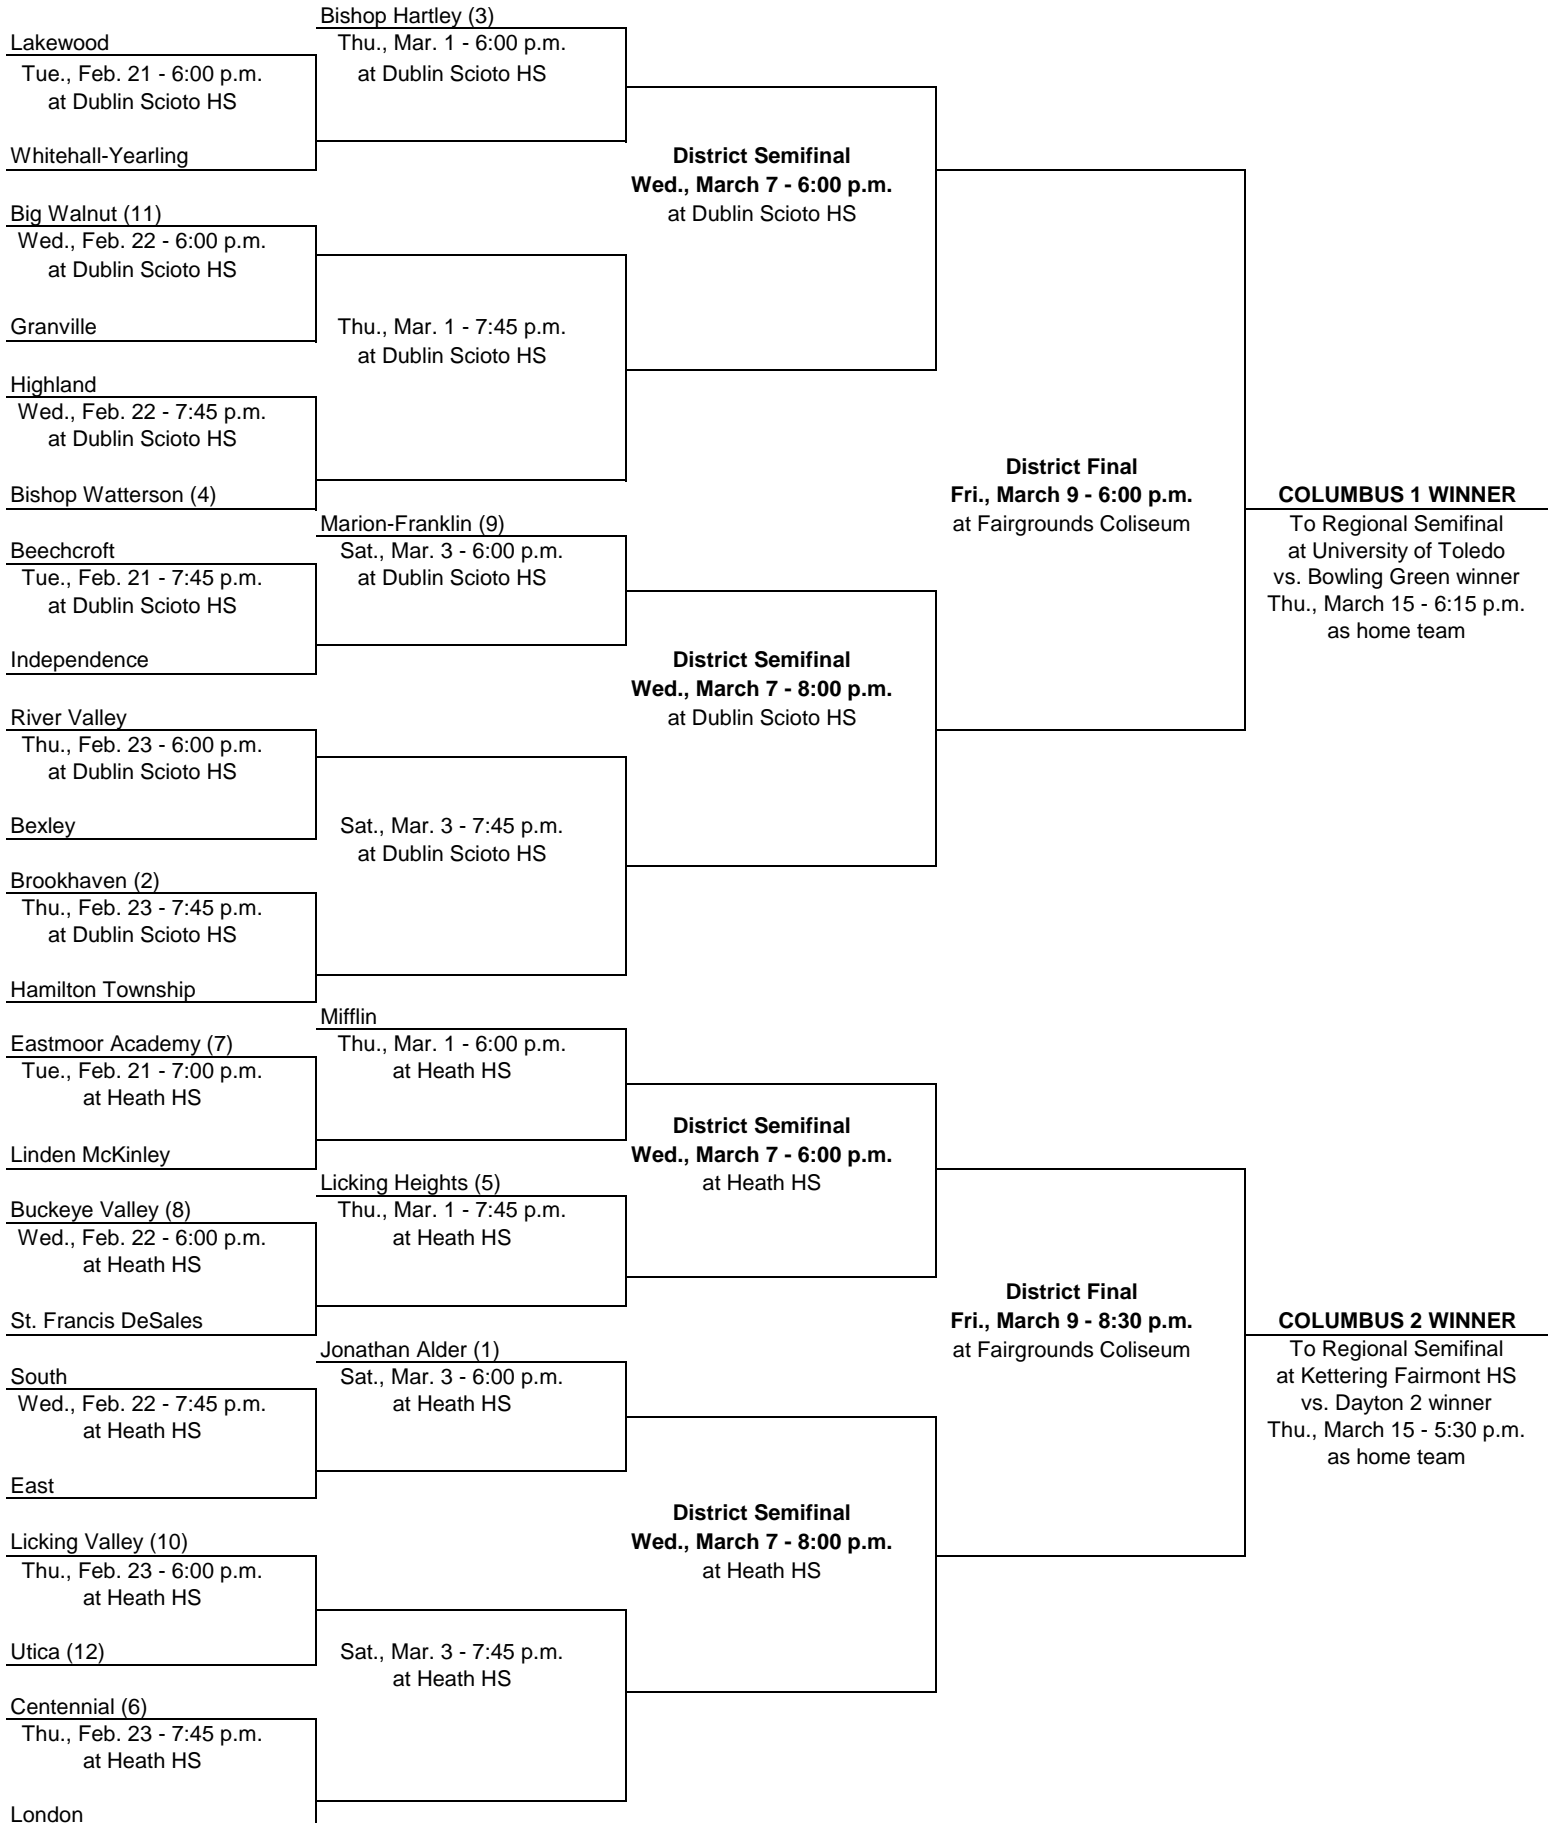 Bishop Hartley (3)
Lakewood
Thu., Mar. 1 - 6:00 p.m.
Tue., Feb. 21 - 6:00 p.m.
at Dublin Scioto HS
at Dublin Scioto HS
Whitehall-Yearling
District Semifinal
Wed., March 7 - 6:00 p.m.
at Dublin Scioto HS
Big Walnut (11)
Wed., Feb. 22 - 6:00 p.m.
at Dublin Scioto HS
Granville
Thu., Mar. 1 - 7:45 p.m.
at Dublin Scioto HS
Highland
Wed., Feb. 22 - 7:45 p.m.
at Dublin Scioto HS
District Final
Bishop Watterson (4)
Fri., March 9 - 6:00 p.m.
COLUMBUS 1 WINNER
Marion-Franklin (9)
at Fairgrounds Coliseum
To Regional Semifinal
Beechcroft
Sat., Mar. 3 - 6:00 p.m.
at University of Toledo
Tue., Feb. 21 - 7:45 p.m.
at Dublin Scioto HS
vs. Bowling Green winner
at Dublin Scioto HS
Thu., March 15 - 6:15 p.m.
as home team
Independence
District Semifinal
Wed., March 7 - 8:00 p.m.
at Dublin Scioto HS
River Valley
Thu., Feb. 23 - 6:00 p.m.
at Dublin Scioto HS
Bexley
Sat., Mar. 3 - 7:45 p.m.
at Dublin Scioto HS
Brookhaven (2)
Thu., Feb. 23 - 7:45 p.m.
at Dublin Scioto HS
Hamilton Township
Mifflin
Eastmoor Academy (7)
Thu., Mar. 1 - 6:00 p.m.
Tue., Feb. 21 - 7:00 p.m.
at Heath HS
at Heath HS
District Semifinal
Linden McKinley
Wed., March 7 - 6:00 p.m.
Licking Heights (5)
at Heath HS
Buckeye Valley (8)
Thu., Mar. 1 - 7:45 p.m.
Wed., Feb. 22 - 6:00 p.m.
at Heath HS
at Heath HS
District Final
St. Francis DeSales
Fri., March 9 - 8:30 p.m.
COLUMBUS 2 WINNER
Jonathan Alder (1)
at Fairgrounds Coliseum
To Regional Semifinal
South
Sat., Mar. 3 - 6:00 p.m.
at Kettering Fairmont HS
Wed., Feb. 22 - 7:45 p.m.
at Heath HS
vs. Dayton 2 winner
at Heath HS
Thu., March 15 - 5:30 p.m.
as home team
East
District Semifinal
Licking Valley (10)
Wed., March 7 - 8:00 p.m.
Thu., Feb. 23 - 6:00 p.m.
at Heath HS
at Heath HS
Utica (12)
Sat., Mar. 3 - 7:45 p.m.
at Heath HS
Centennial (6)
Thu., Feb. 23 - 7:45 p.m.
at Heath HS
London